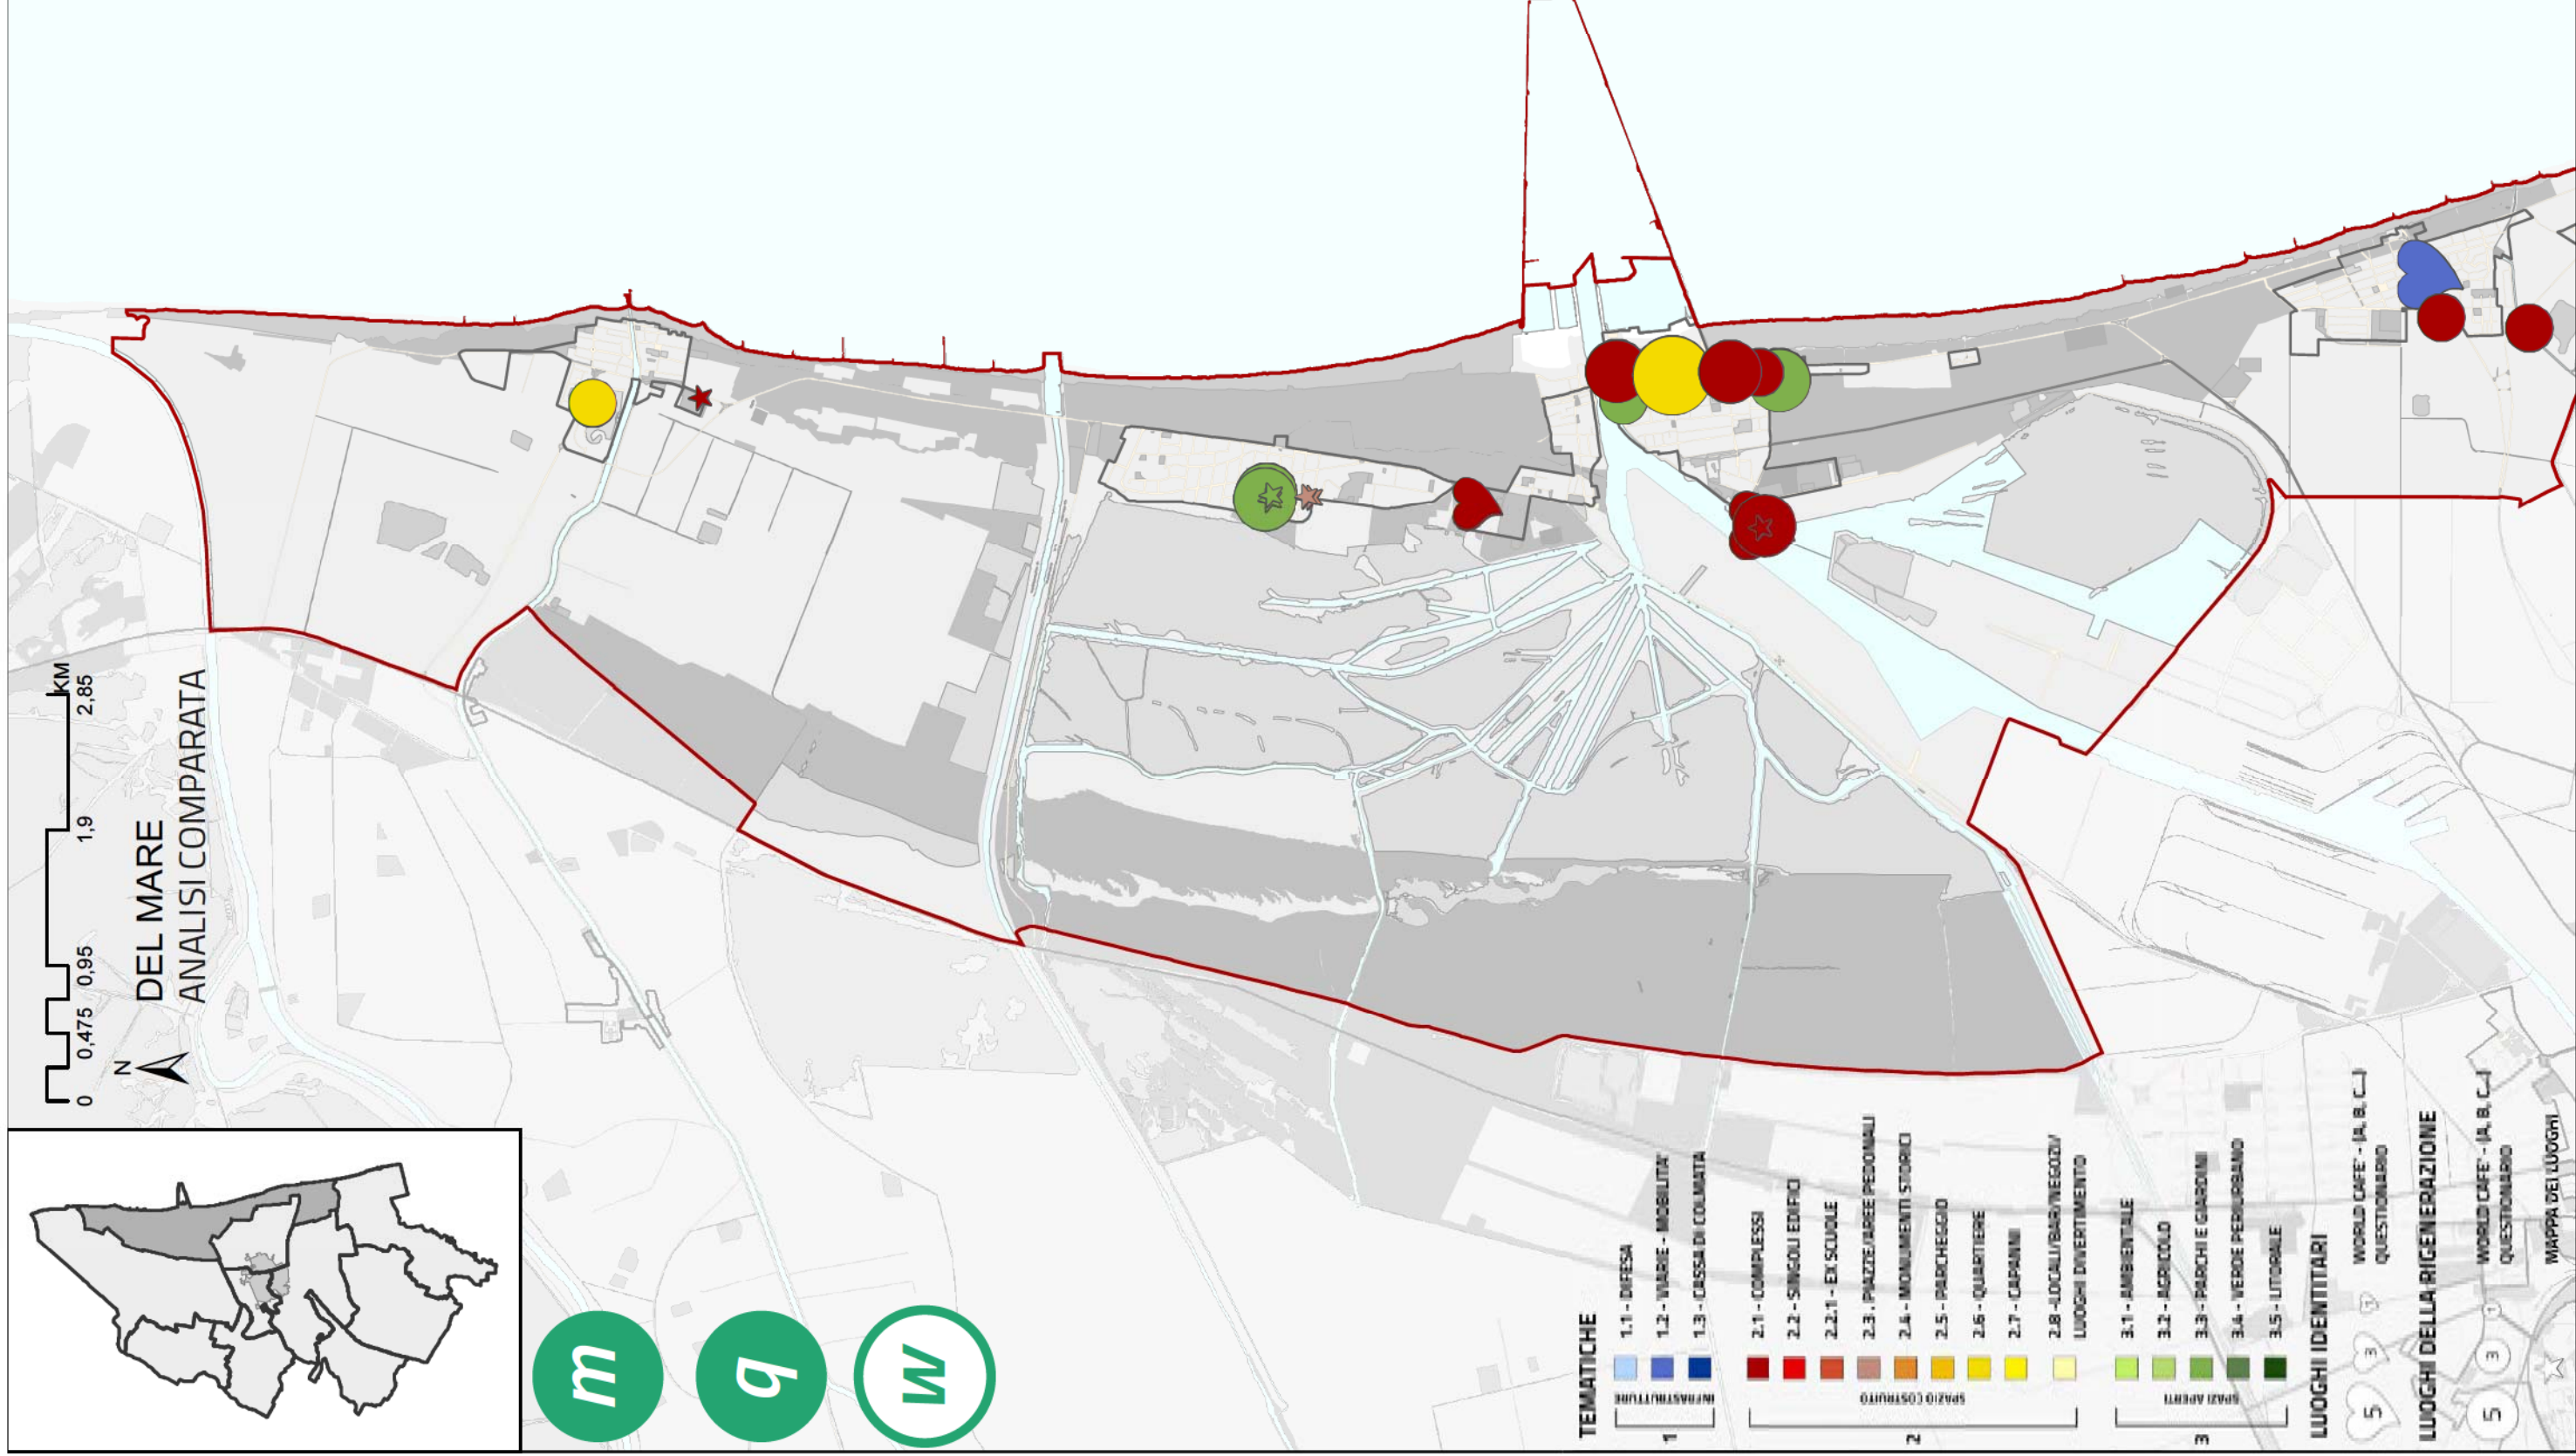 DEL MARE
ANALISI COMPARATA
N
0
0,475
0,95
1,9
2,85
KM
m
q
w
TEMATICHE
1
INFRASTRUTTURE
1.1 - DIFESA
1.2 - VIARIE - MOBILITA'
1.3 - CASSA DI COLMATA
2
SPAZIO COSTRUITO
2.1 - COMPLESSI
2.2 - SINGOLI EDIFICI
2.2.1 - EX SCUOLE
2.3 . PIAZZE/AREE PEDONALI
2.4 - MONUMENTI STORICI
2.5 - PARCHEGGIO
2.6 - QUARTIERE
2.7 - CAPANNI
2.8 -LOCALI/BAR/NEGOZI/
LUOGHI DIVERTIMENTO
3
SPAZI APERTI
3.1 - AMBIENTALE
3.2 - AGRICOLO
3.3 - PARCHI E GIARDINI
3.4 - VERDE PERIURBANO
3.5 - LITORALE
LUOGHI IDENTITARI
5 3 1 WORLD CAFE' - (A, B, C...)
QUESTIONARIO
LUOGHI DELLA RIGENERAZIONE
5 3 1 WORLD CAFE' - (A, B, C...)
QUESTIONARIO
MAPPA DEI LUOGHI